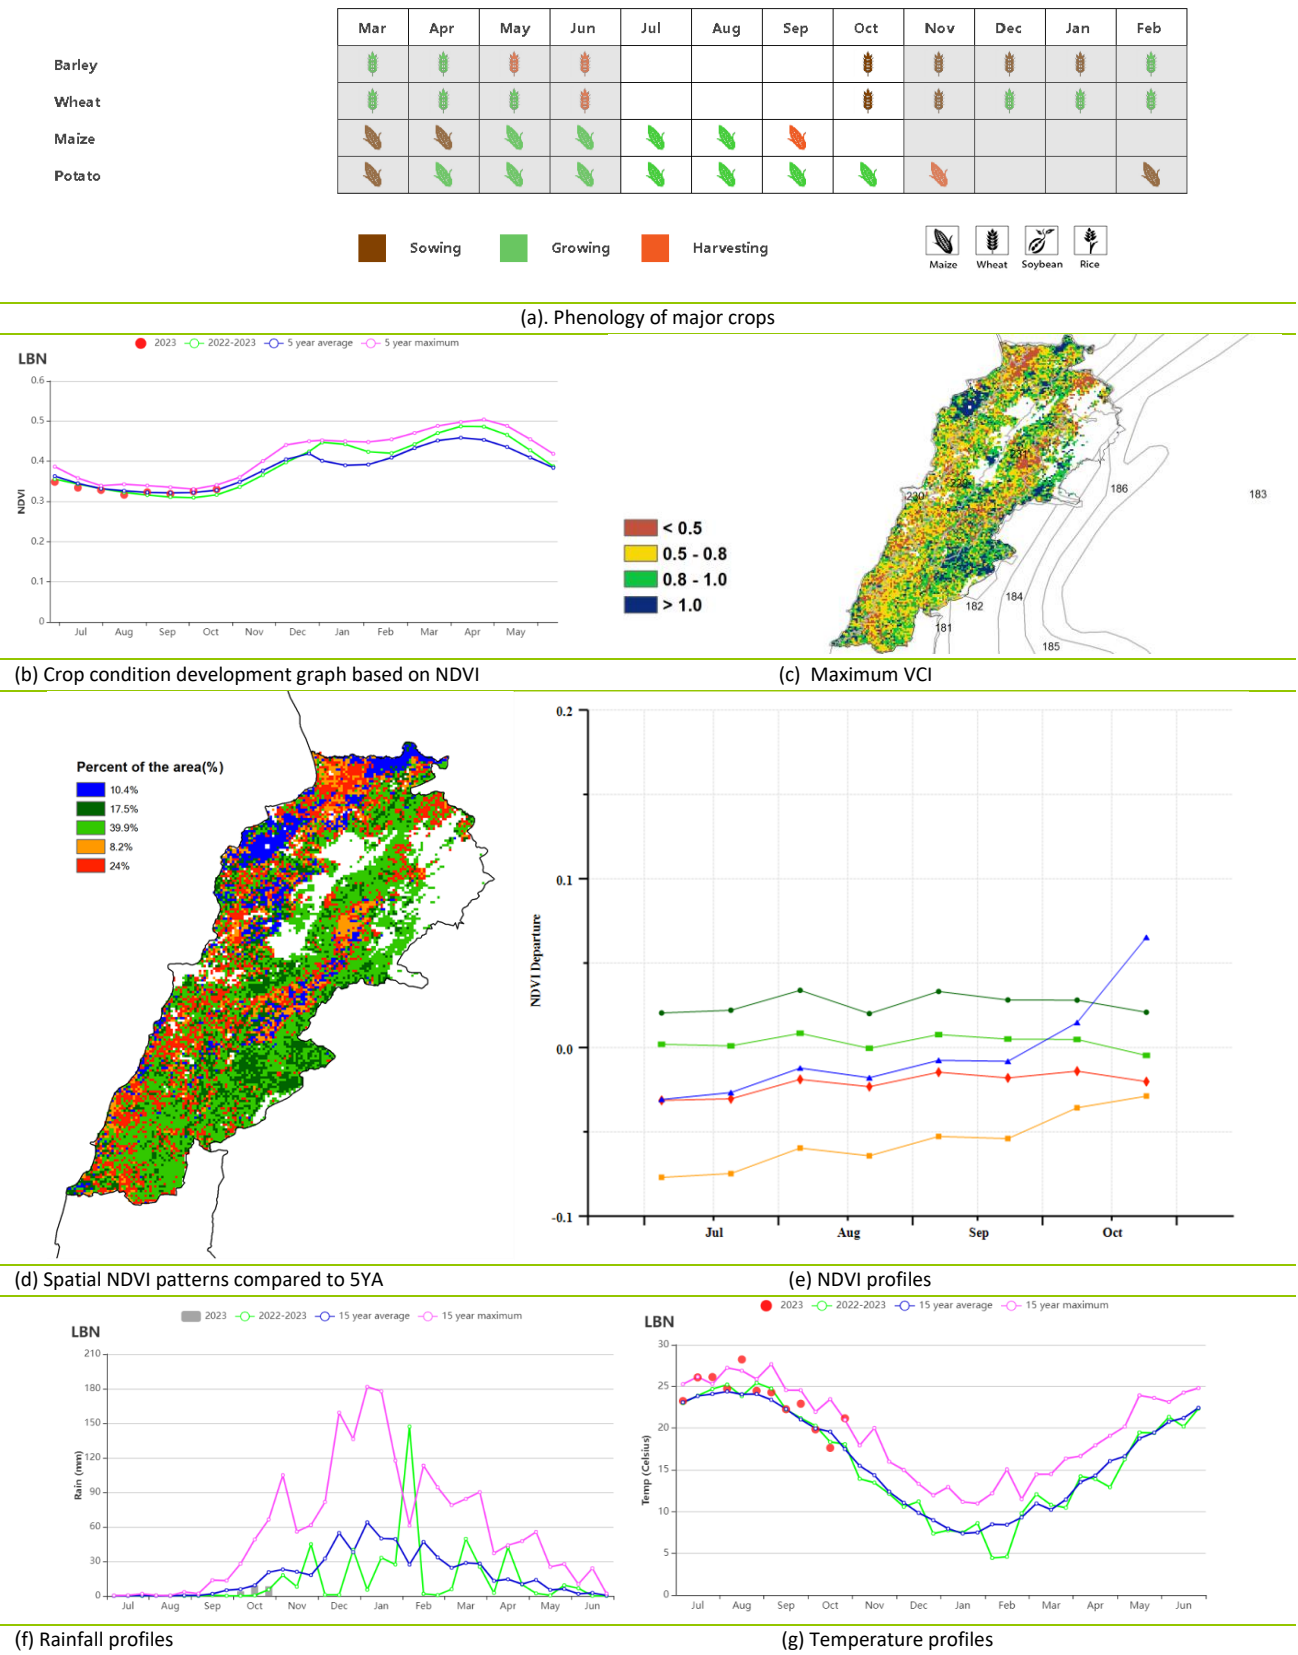 Mar Apr May Jun Jul Aug Sep Oct Nov Dec Jan Feb
Barley
Wheat
Maize
Potato
Sowing Growing Harvesting
Maize Wheat Soybean Rice
(a). Phenology of major crops
2023 2022-2023 5 year average 5 year maximum
LBN
0.6
0.5
0.4
0.3
0.2
0.1
0
NDVI
Jul Aug Sep Oct Nov Dec Jan Feb Mar Apr May
< 0.5
0.5 - 0.8
0.8 - 1.0
> 1.0
231
230
186
183
184
182
181
185
(b) Crop condition development graph based on NDVI
(c) Maximum VCI
Percent of the area(%)
10.4%
17.5%
39.9%
8.2%
24%
0.2
0.1
0.0
-0.1
NDVI Departure
Jul Aug Sep Oct
(d) Spatial NDVI patterns compared to 5YA
(e) NDVI profiles
2023 2022-2023 15 year average 15 year maximum
LBN
210
180
150
120
90
60
30
0
Rain (mm)
Jul Aug Sep Oct Nov Dec Jan Feb Mar Apr May Jun
2023 2022-2023 15 year average 15 year maximum
LBN
30
25
20
15
10
5
0
Temp (Celsius)
Jul Aug Sep Oct Nov Dec Jan Feb Mar Apr May Jun
(f) Rainfall profiles
(g) Temperature profiles